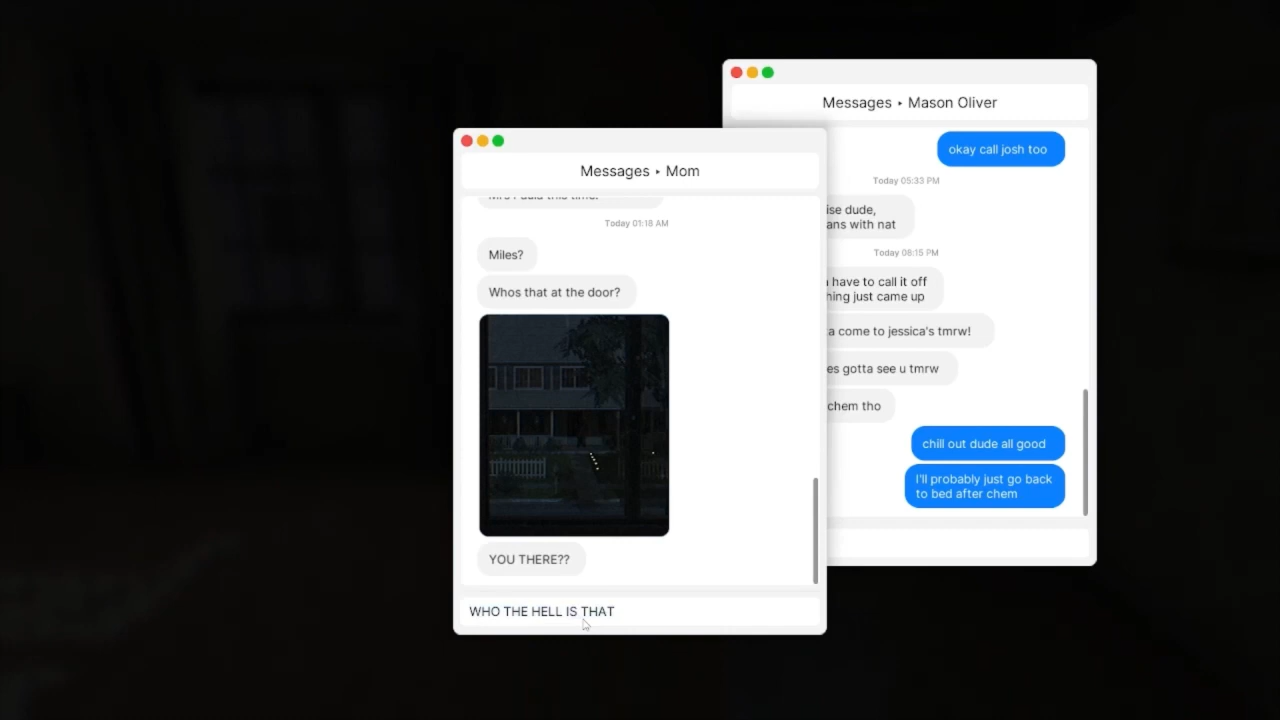 Messages ‣ Mason Oliver
okay call josh too
Today 05:33 PM
ise dude,
ans with nat
Today 08:15 PM
have to call it off
hing just came up
a come to jessica's tmrw!
es gotta see u tmrw
chem tho
chill out dude all good
I'll probably just go back
to bed after chem
Messages ‣ Mom
this time.
Today 01:18 AM
Miles?
Whos that at the door?
YOU THERE??
WHO THE HELL IS THAT